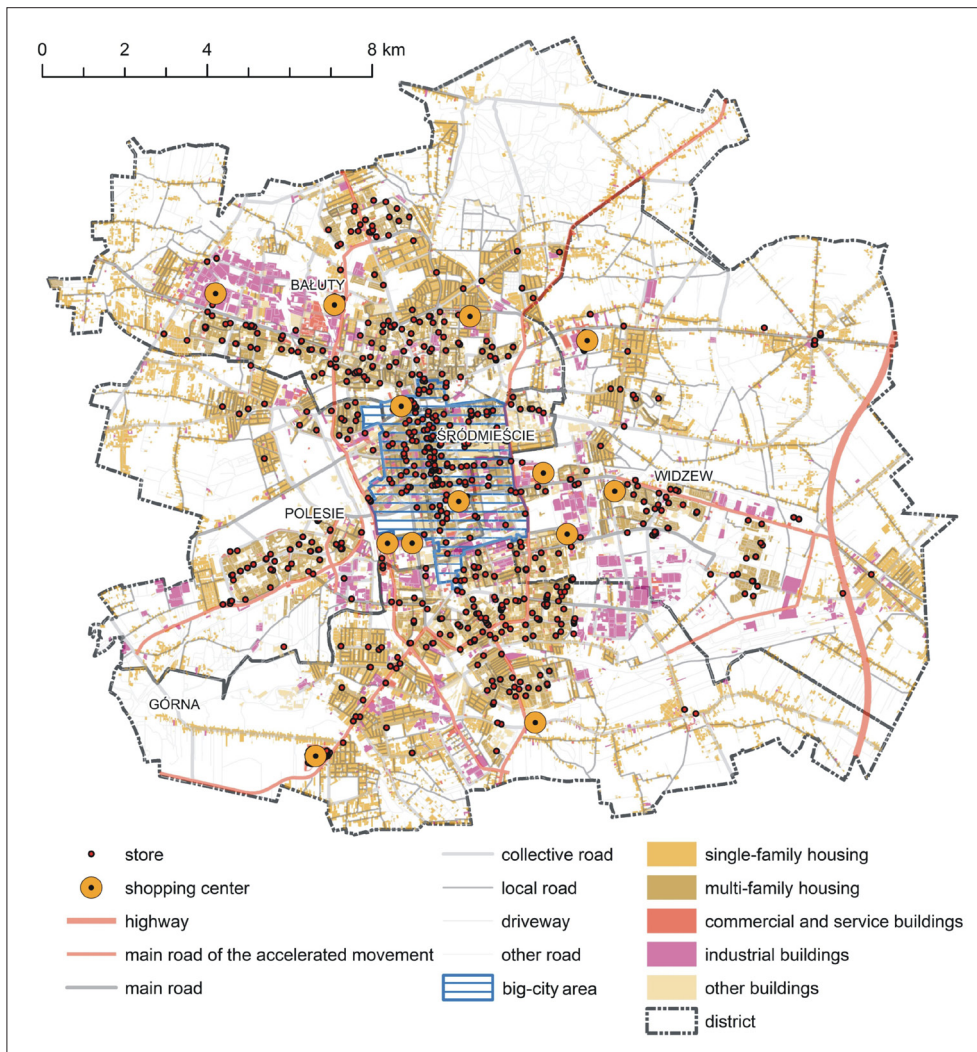 0 2 4 8 km
BAŁUTY
ŚRÓDMIEŚCIE
WIDZEW
POLESIE
GÓRNA
store
shopping center
highway
main road of the accelerated movement
main road
collective road
local road
driveway
other road
big-city area
single-family housing
multi-family housing
commercial and service buildings
industrial buildings
other buildings
district